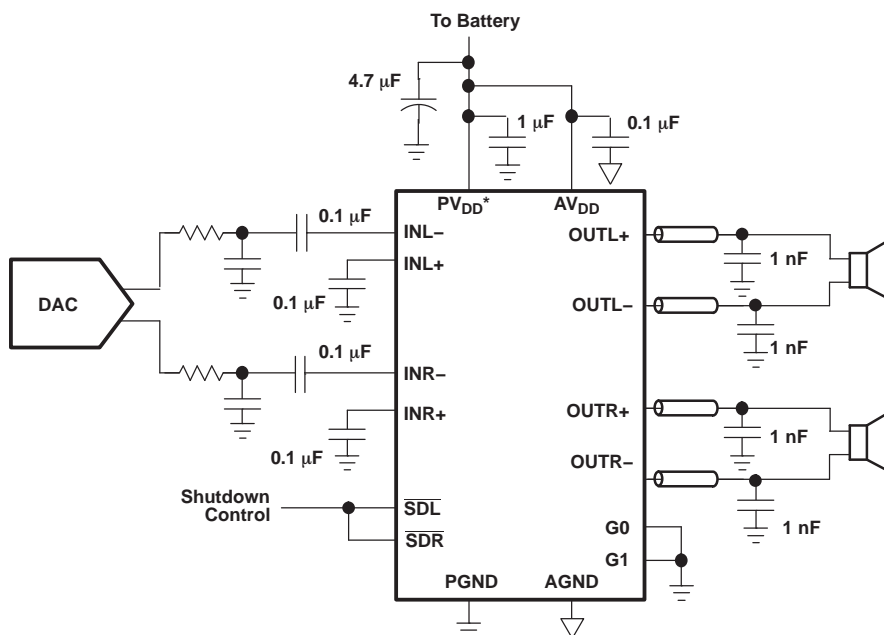 To Battery
4.7 μF
1 μF
0.1 μF
PVDD*
AVDD
0.1 μF
INL−
OUTL+
INL+
1 nF
0.1 μF
DAC
OUTL−
1 nF
0.1 μF
INR−
INR+
OUTR+
1 nF
0.1 μF
OUTR−
Shutdown
Control
SDL
SDR
G0
1 nF
G1
PGND
AGND